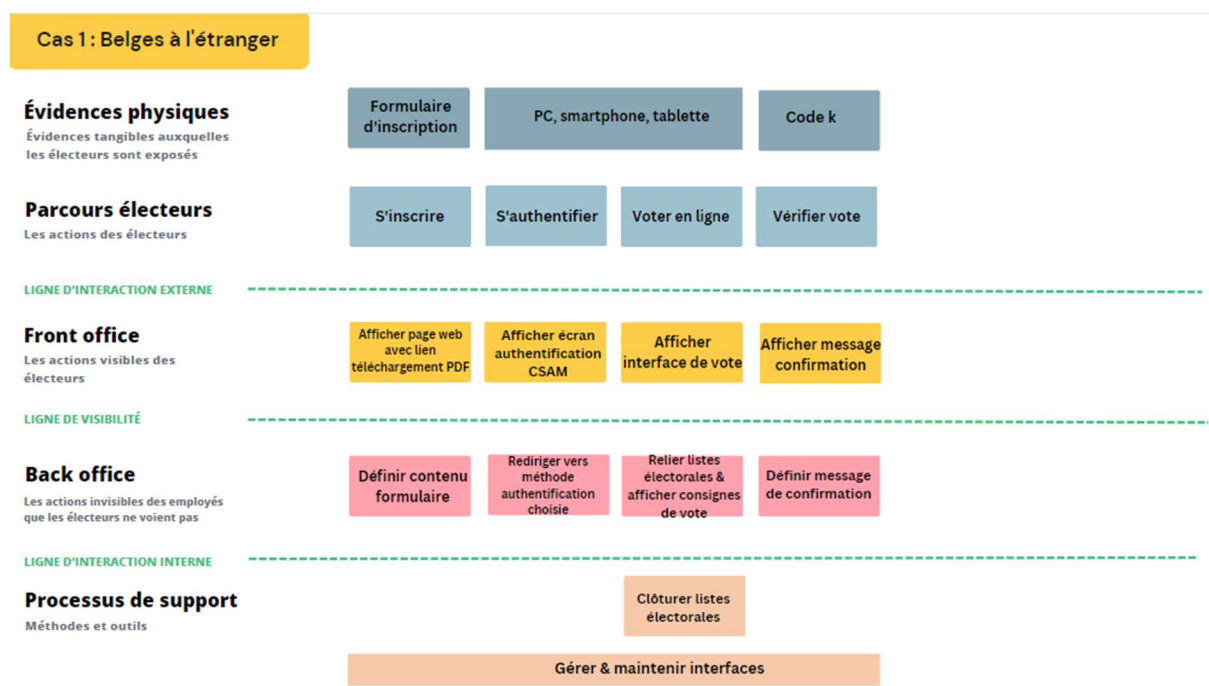 Cas 1 : Belges à l'étranger
Évidences physiques
Évidences tangibles auxquelles
les électeurs sont exposés
Formulaire
d'inscription
PC, smartphone, tablette
Code k
Parcours électeurs
Les actions des électeurs
S'inscrire
S'authentifier
Voter en ligne
Vérifier vote
LIGNE D'INTERACTION EXTERNE
Front office
Les actions visibles des
électeurs
Afficher page web
avec lien
téléchargement PDF
Afficher écran
authentification
CSAM
Afficher
interface de vote
Afficher message
confirmation
LIGNE DE VISIBILITÉ
Back office
Les actions invisibles des employés
que les électeurs ne voient pas
Définir contenu
formulaire
Rediriger vers
méthode
authentification
choisie
Relier listes
électorales &
afficher consignes
de vote
Définir message
de confirmation
LIGNE D'INTERACTION INTERNE
Processus de support
Méthodes et outils
Clôturer listes
électorales
Gérer & maintenir interfaces